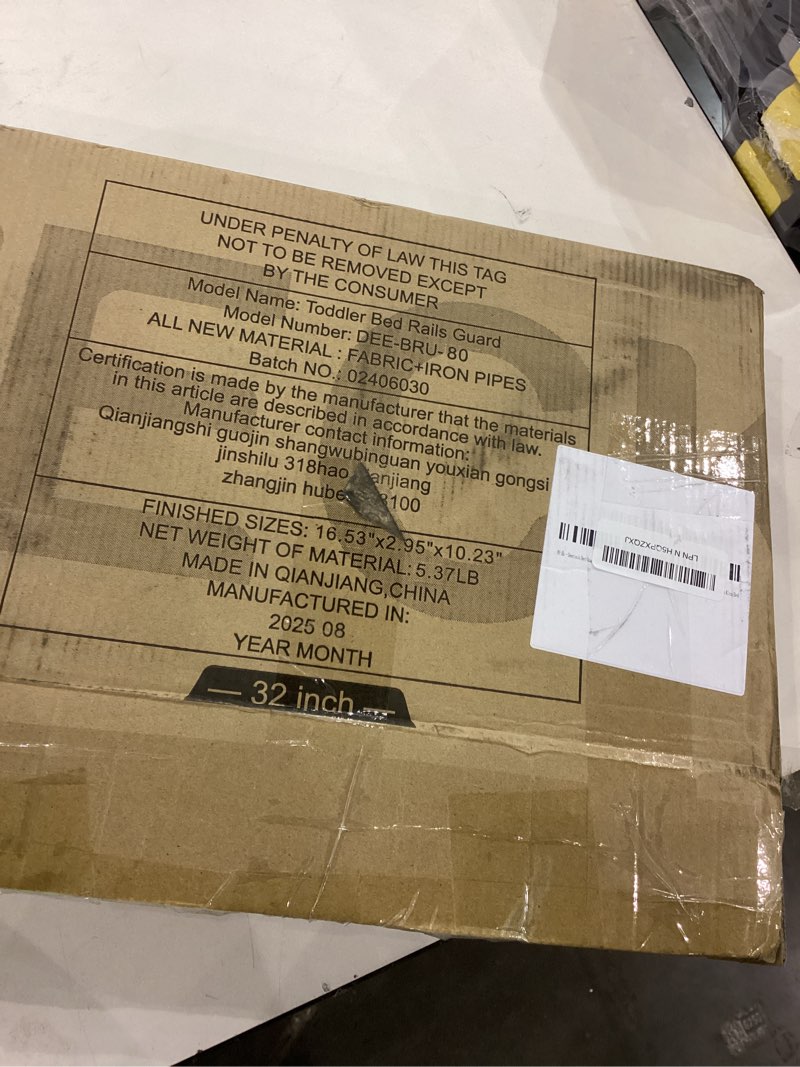 UNDER PENALTY OF LAW THIS TAG
NOT TO BE REMOVED EXCEPT
BY THE CONSUMER
Model Name: Toddler Bed Rails Guard
Model Number: DEE-BRU- 80
ALL NEW MATERIAL : FABRIC+IRON PIPES
Batch NO.: 02406030
Certification is made by the manufacturer that the materials
in this article are described in accordance with law.
Manufacturer contact information:
Qianjiangshi guojin shangwubinguan youxian gongsi
jinshilu 318hao anjiang
zhangjin hube 3100
FINISHED SIZES: 16.53"x2.95"x10.23"
NET WEIGHT OF MATERIAL: 5.37LB
MADE IN QIANJIANG,CHINA
MANUFACTURED IN:
2025 08
YEAR MONTH
— 32 inch —
LPN N H5QPXZQXJ